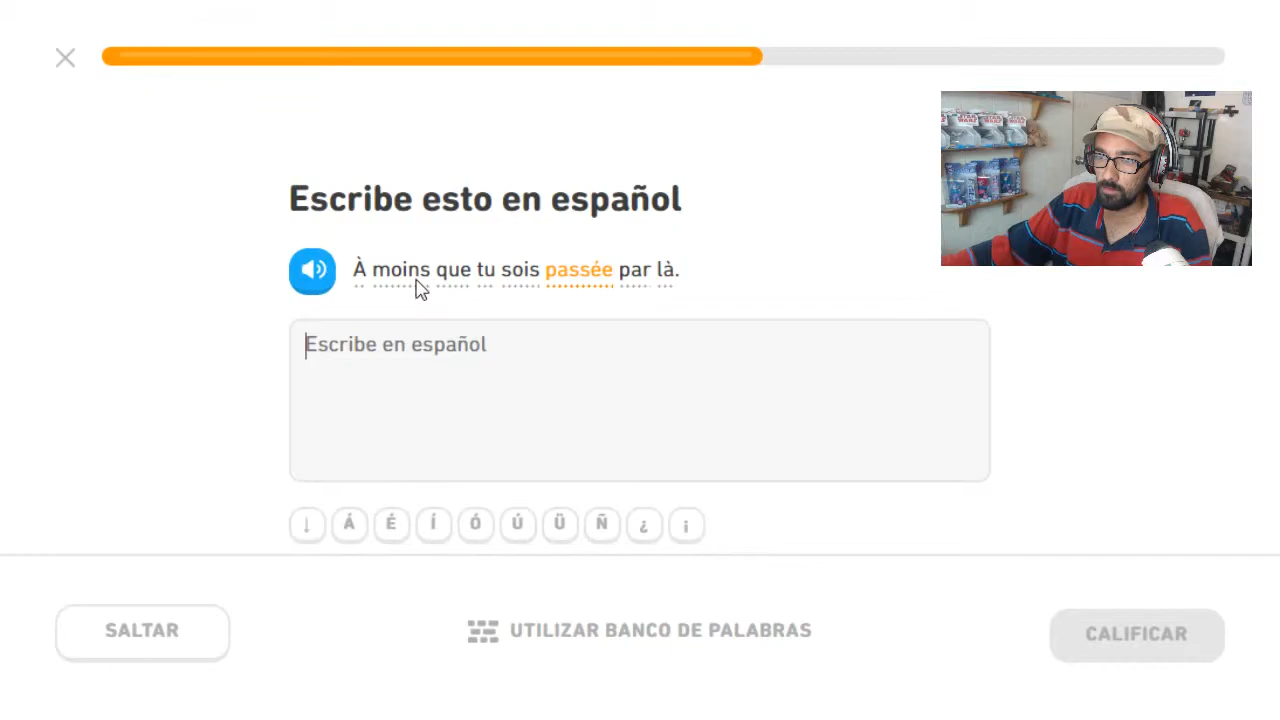 Escribe esto en español
À moins que tu sois passée par là.
Escribe en español
↓ Á É Í Ó Ú Ü Ñ ¿ ¡
SALTAR
UTILIZAR BANCO DE PALABRAS
CALIFICAR